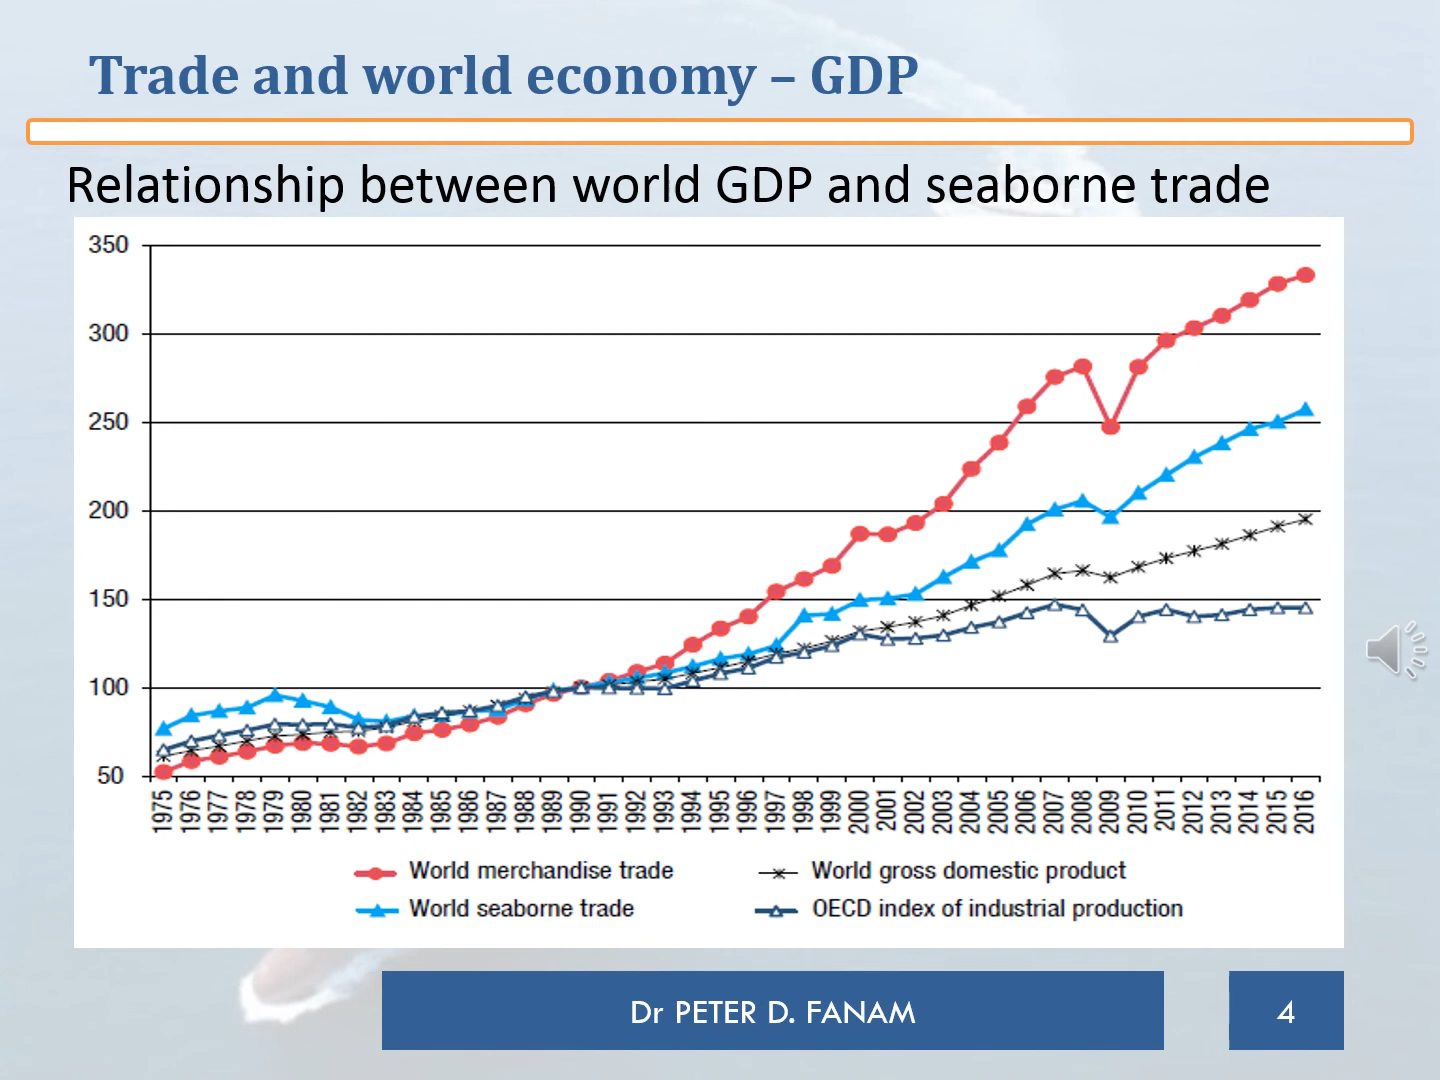 Trade and world economy – GDP
Relationship between world GDP and seaborne trade
350
300
250
200
150
100
50
1975 1976 1977 1978 1979 1980 1981 1982 1983 1984 1985 1986 1987 1988 1989 1990 1991 1992 1993 1994 1995 1996 1997 1998 1999 2000 2001 2002 2003 2004 2005 2006 2007 2008 2009 2010 2011 2012 2013 2014 2015 2016
World merchandise trade World gross domestic product
World seaborne trade OECD index of industrial production
Dr PETER D. FANAM 4